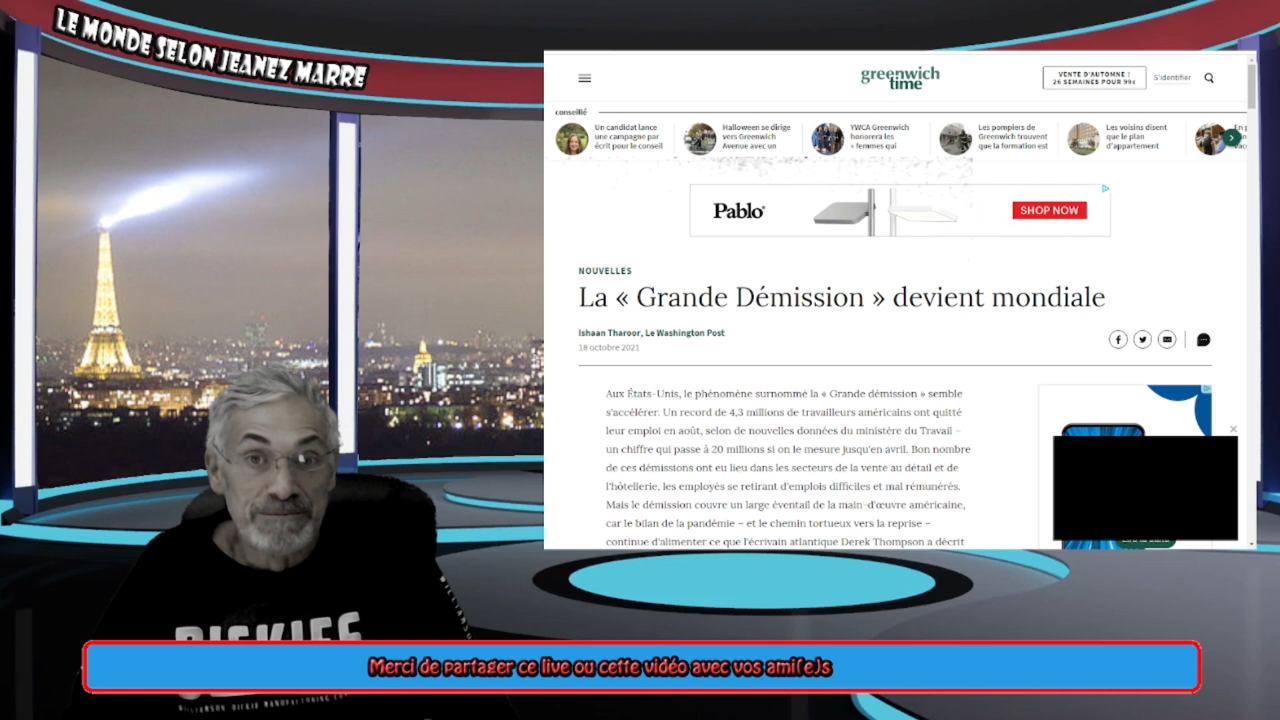 LE MONDE SELON JEANEZ MARRE
greenwich
time
VENTE D'AUTOMNE !
26 SEMAINES POUR 99¢
S'identifier
conseillé
Un candidat lance
une campagne par
écrit pour le conseil
Halloween se dirige
vers Greenwich
Avenue avec un
YWCA Greenwich
honorera les
« femmes qui
Les pompiers de
Greenwich trouvent
que la formation est
Les voisins disent
que le plan
d'appartement
Pablo
SHOP NOW
NOUVELLES
La « Grande Démission » devient mondiale
Ishaan Tharoor, Le Washington Post
18 octobre 2021
Aux États-Unis, le phénomène surnommé la « Grande démission » semble
s'accélérer. Un record de 4,3 millions de travailleurs américains ont quitté
leur emploi en août, selon de nouvelles données du ministère du Travail –
un chiffre qui passe à 20 millions si on le mesure jusqu'en avril. Bon nombre
de ces démissions ont eu lieu dans les secteurs de la vente au détail et de
l'hôtellerie, les employés se retirant d'emplois difficiles et mal rémunérés.
Mais le démission couvre un large éventail de la main-d'œuvre américaine,
car le bilan de la pandémie – et le chemin tortueux vers la reprise –
continue d'alimenter ce que l'écrivain atlantique Derek Thompson a décrit
DICKIES
WILLIAMSON DICKIE MANUFACTURING
Merci de partager ce live ou cette vidéo avec vos ami(e)s